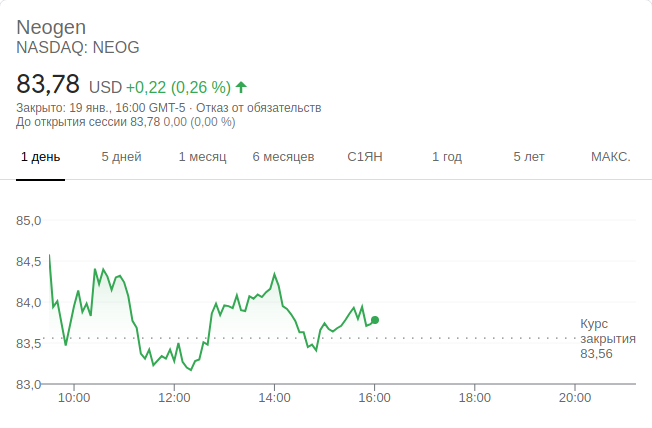 Neogen
NASDAQ: NEOG
83,78 USD +0,22 (0,26 %)
Закрыто: 19 янв., 16:00 GMT-5 · Отказ от обязательств
До открытия сессии 83,78 0,00 (0,00 %)
1 день 5 дней 1 месяц 6 месяцев С1ЯН 1 год 5 лет МАКС.
85,0
84,5
84,0
Курс
83,5 закрытия
83,56
83,0
10:00 12:00 14:00 16:00 18:00 20:00